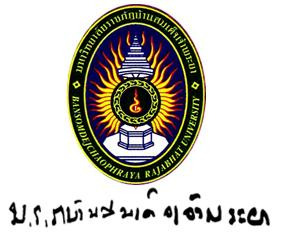 มหาวิทยาลัยราชภัฏบ้านสมเด็จเจ้าพระยา
BANSOMDEJCHAOPHRAYA RAJABHAT UNIVERSITY
ม.ร.ภบ้านสมเด็จเจ้าพระยา